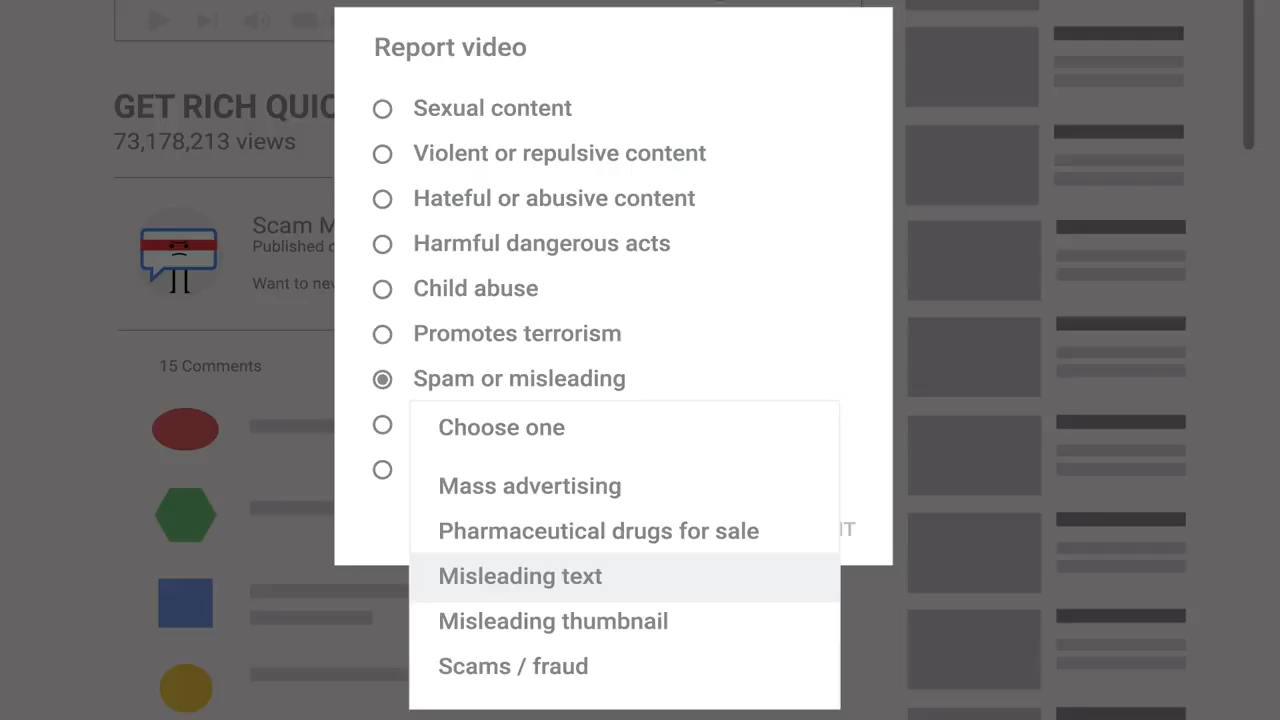 Report video
Sexual content
Violent or repulsive content
Hateful or abusive content
Harmful dangerous acts
Child abuse
Promotes terrorism
Spam or misleading
Choose one
Mass advertising
Pharmaceutical drugs for sale
Misleading text
Misleading thumbnail
Scams / fraud
GET RICH
73,178,213 views
Scam
Published
Want to
15 Comments